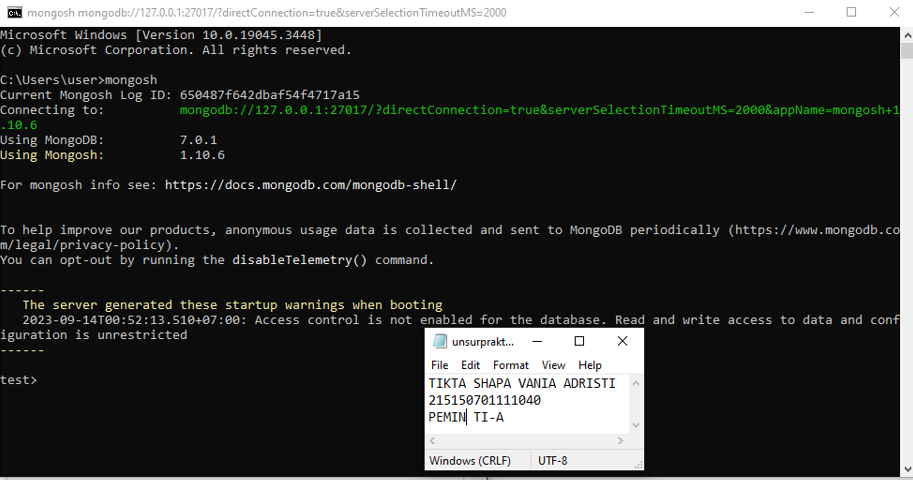 mongosh mongodb://127.0.0.1:27017/?directConnection=true&serverSelectionTimeoutMS=2000
Microsoft Windows [Version 10.0.19045.3448]
(c) Microsoft Corporation. All rights reserved.
C:\Users\user>mongosh
Current Mongosh Log ID: 650487f642dbaf54f4717a15
Connecting to: mongodb://127.0.0.1:27017/?directConnection=true&serverSelectionTimeoutMS=2000&appName=mongosh+1
.10.6
Using MongoDB: 7.0.1
Using Mongosh: 1.10.6
For mongosh info see: https://docs.mongodb.com/mongodb-shell/
To help improve our products, anonymous usage data is collected and sent to MongoDB periodically (https://www.mongodb.co
m/legal/privacy-policy).
You can opt-out by running the disableTelemetry() command.
------
The server generated these startup warnings when booting
2023-09-14T00:52:13.510+07:00: Access control is not enabled for the database. Read and write access to data and conf
iguration is unrestricted
------
test>
unsurprakt...
File Edit Format View Help
TIKTA SHAPA VANIA ADRISTI
215150701111040
PEMIN TI-A
Windows (CRLF) UTF-8